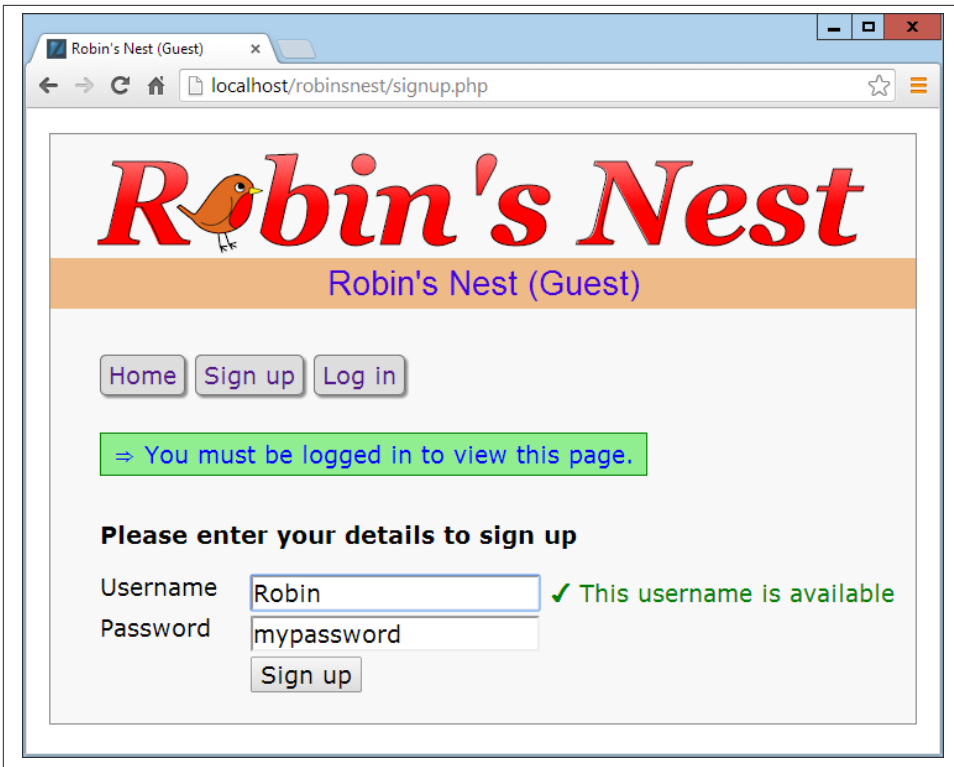 Robin's Nest (Guest)
localhost/robinsnest/signup.php
Robin's Nest
Robin's Nest (Guest)
Home Sign up Log in
⇒ You must be logged in to view this page.
Please enter your details to sign up
Username Robin ✓ This username is available
Password mypassword
Sign up